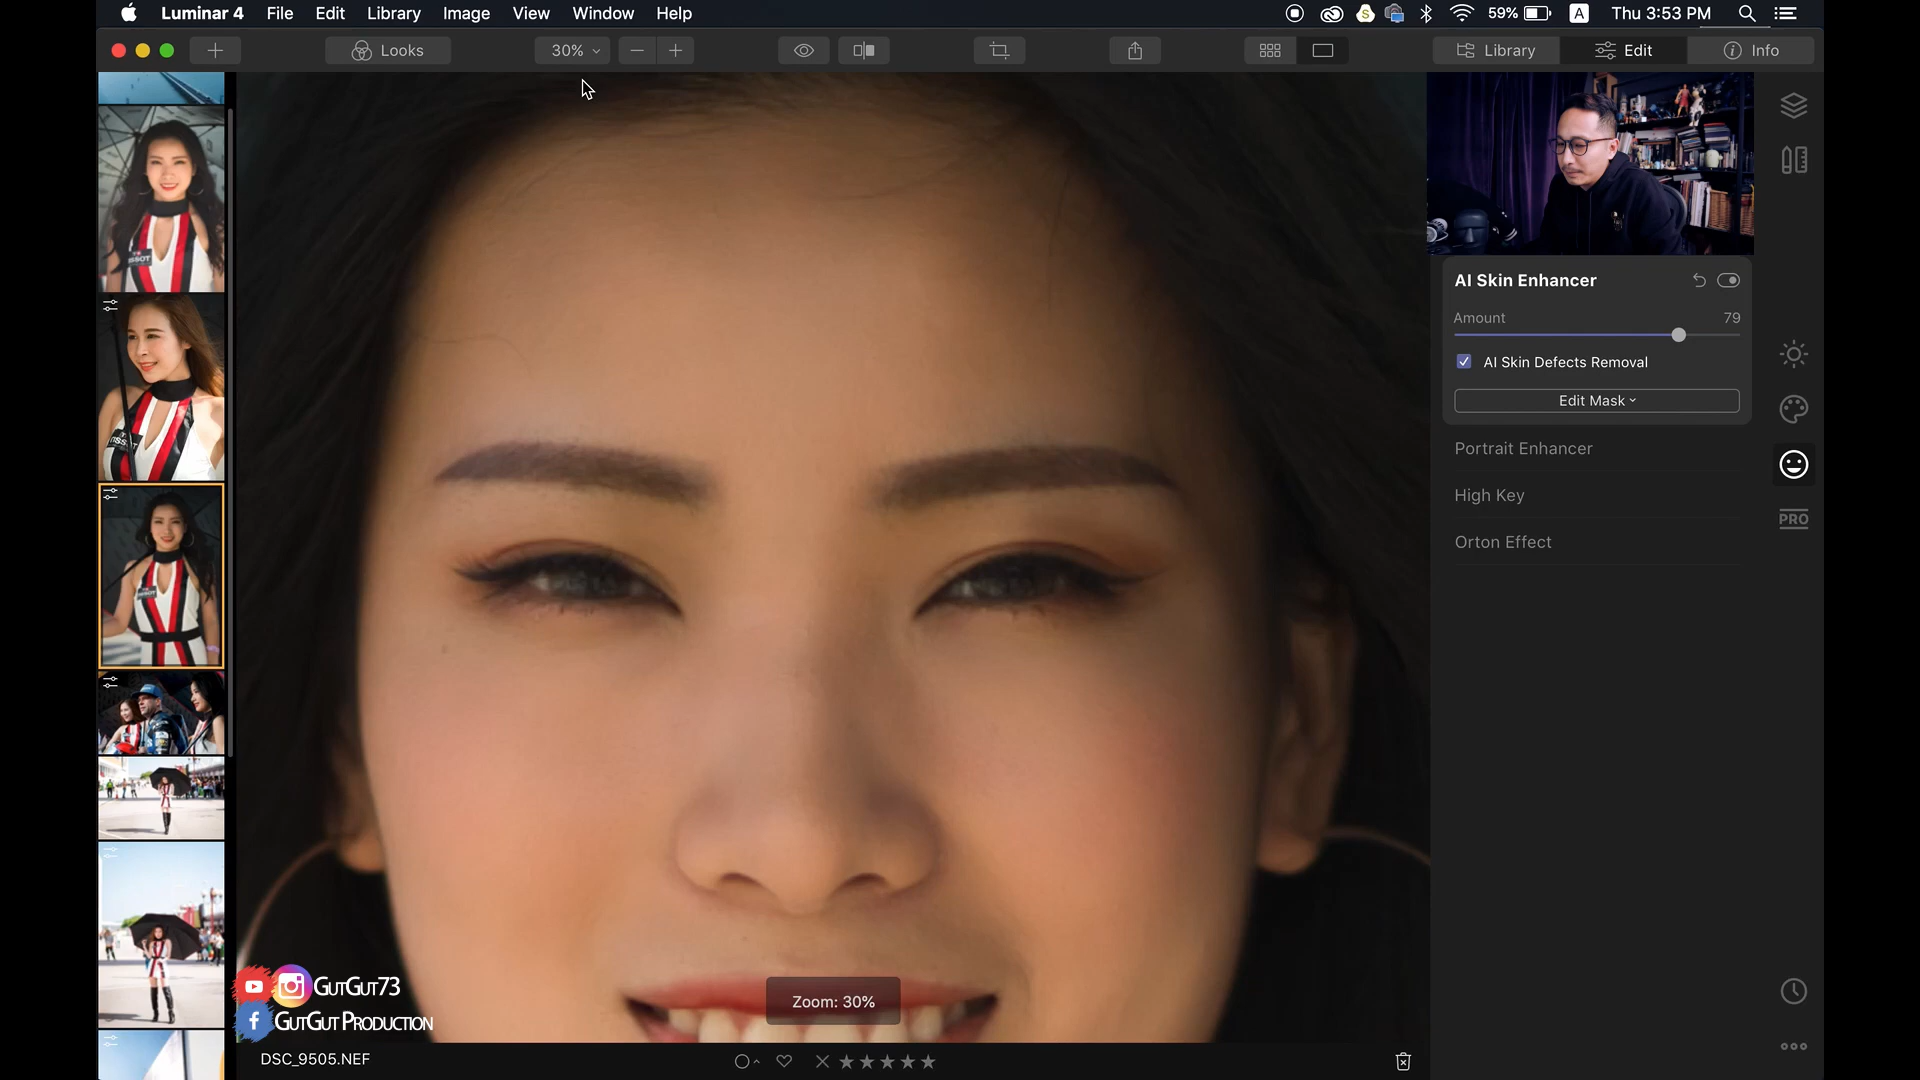 Luminar 4 File Edit Library Image View Window Help 59% A Thu 3:53 PM
Looks 30% Library Edit Info
AI Skin Enhancer
Amount 79
AI Skin Defects Removal
Edit Mask
Portrait Enhancer
High Key
PRO
Orton Effect
TISSOT
GutGut73
Zoom: 30%
GutGut Production
DSC_9505.NEF